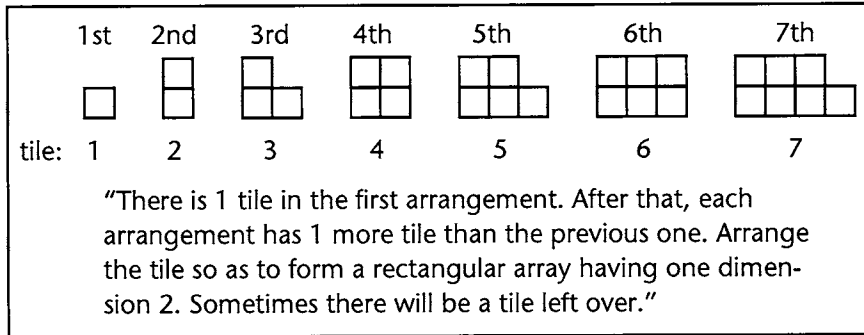 1st 2nd 3rd 4th 5th 6th 7th
tile: 1 2 3 4 5 6 7
"There is 1 tile in the first arrangement. After that, each
arrangement has 1 more tile than the previous one. Arrange
the tile so as to form a rectangular array having one dimen-
sion 2. Sometimes there will be a tile left over."